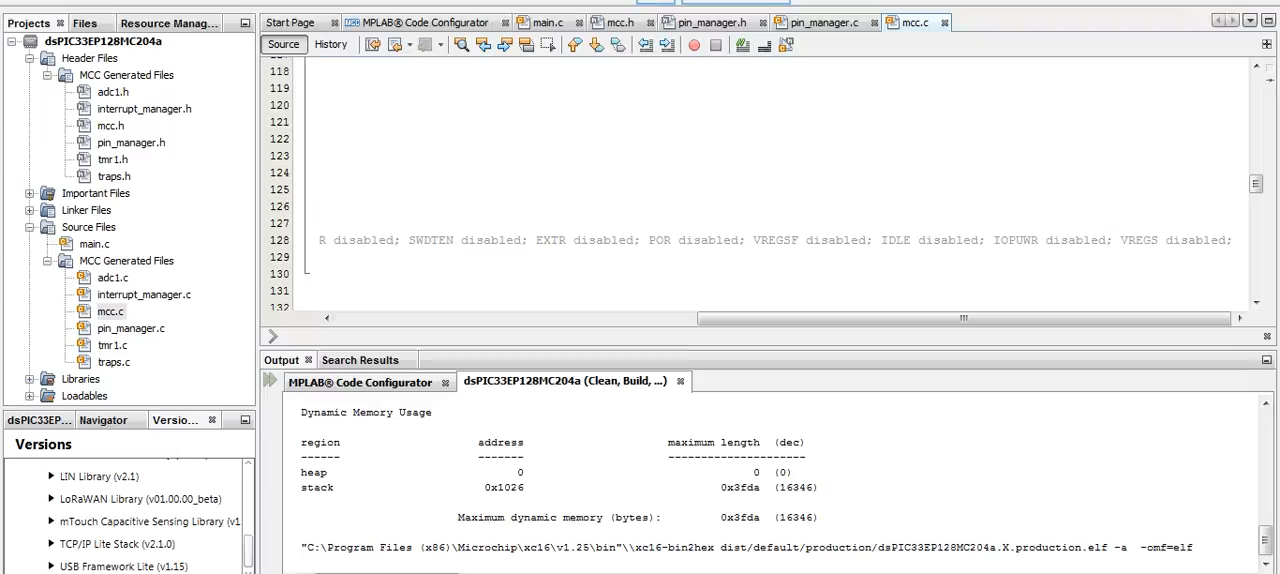 Projects Files Resource Manag...
dsPIC33EP128MC204a
Header Files
MCC Generated Files
adc1.h
interrupt_manager.h
mcc.h
pin_manager.h
tmr1.h
traps.h
Important Files
Linker Files
Source Files
main.c
MCC Generated Files
adc1.c
interrupt_manager.c
mcc.c
pin_manager.c
tmr1.c
traps.c
Libraries
Loadables
dsPIC33EP... Navigator Versio...
Versions
LIN Library (v2.1)
LoRaWAN Library (v01.00.00_beta)
mTouch Capacitive Sensing Library (v1
TCP/IP Lite Stack (v2.1.0)
USB Framework Lite (v1.15)
Start Page MPLAB® Code Configurator main.c mcc.h pin_manager.h pin_manager.c mcc.c
Source History
118
119
120
121
122
123
124
125
126
127
128 R disabled; SWDTEN disabled; EXTR disabled; POR disabled; VREGSF disabled; IDLE disabled; IOPUWR disabled; VREGS disabled;
129
130
131
132
Output Search Results
MPLAB® Code Configurator dsPIC33EP128MC204a (Clean, Build, ...)
Dynamic Memory Usage
region address maximum length (dec)
------ ------- ----------------------
heap 0 0 (0)
stack 0x1026 0x3fda (16346)
Maximum dynamic memory (bytes): 0x3fda (16346)
"C:\Program Files (x86)\Microchip\xc16\v1.25\bin"\\xc16-bin2hex dist/default/production/dsPIC33EP128MC204a.X.production.elf -a -omf=elf